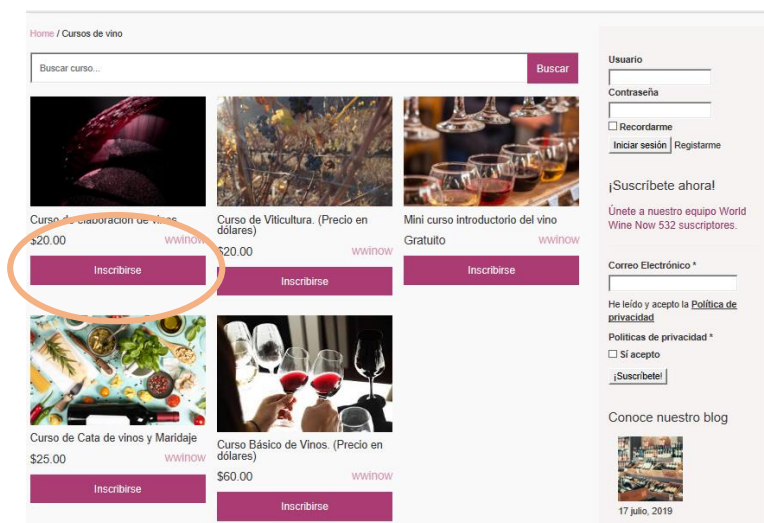 Home / Cursos de vino
Buscar curso...
Buscar
Curso de elaboración de vinos
$20.00 wwinow
Inscribirse
Curso de Viticultura. (Precio en
dólares)
$20.00 wwinow
Inscribirse
Mini curso introductorio del vino
Gratuito wwinow
Inscribirse
Curso de Cata de vinos y Maridaje
$25.00 wwinow
Inscribirse
Curso Básico de Vinos. (Precio en
dólares)
$60.00 wwinow
Inscribirse
Usuario
Contraseña
Recordarme
Iniciar sesión Registarme
¡Suscríbete ahora!
Únete a nuestro equipo World
Wine Now 532 suscriptores.
Correo Electrónico *
He leído y acepto la Política de
privacidad
Politicas de privacidad *
Sí acepto
¡Suscríbete!
Conoce nuestro blog
17 julio, 2019